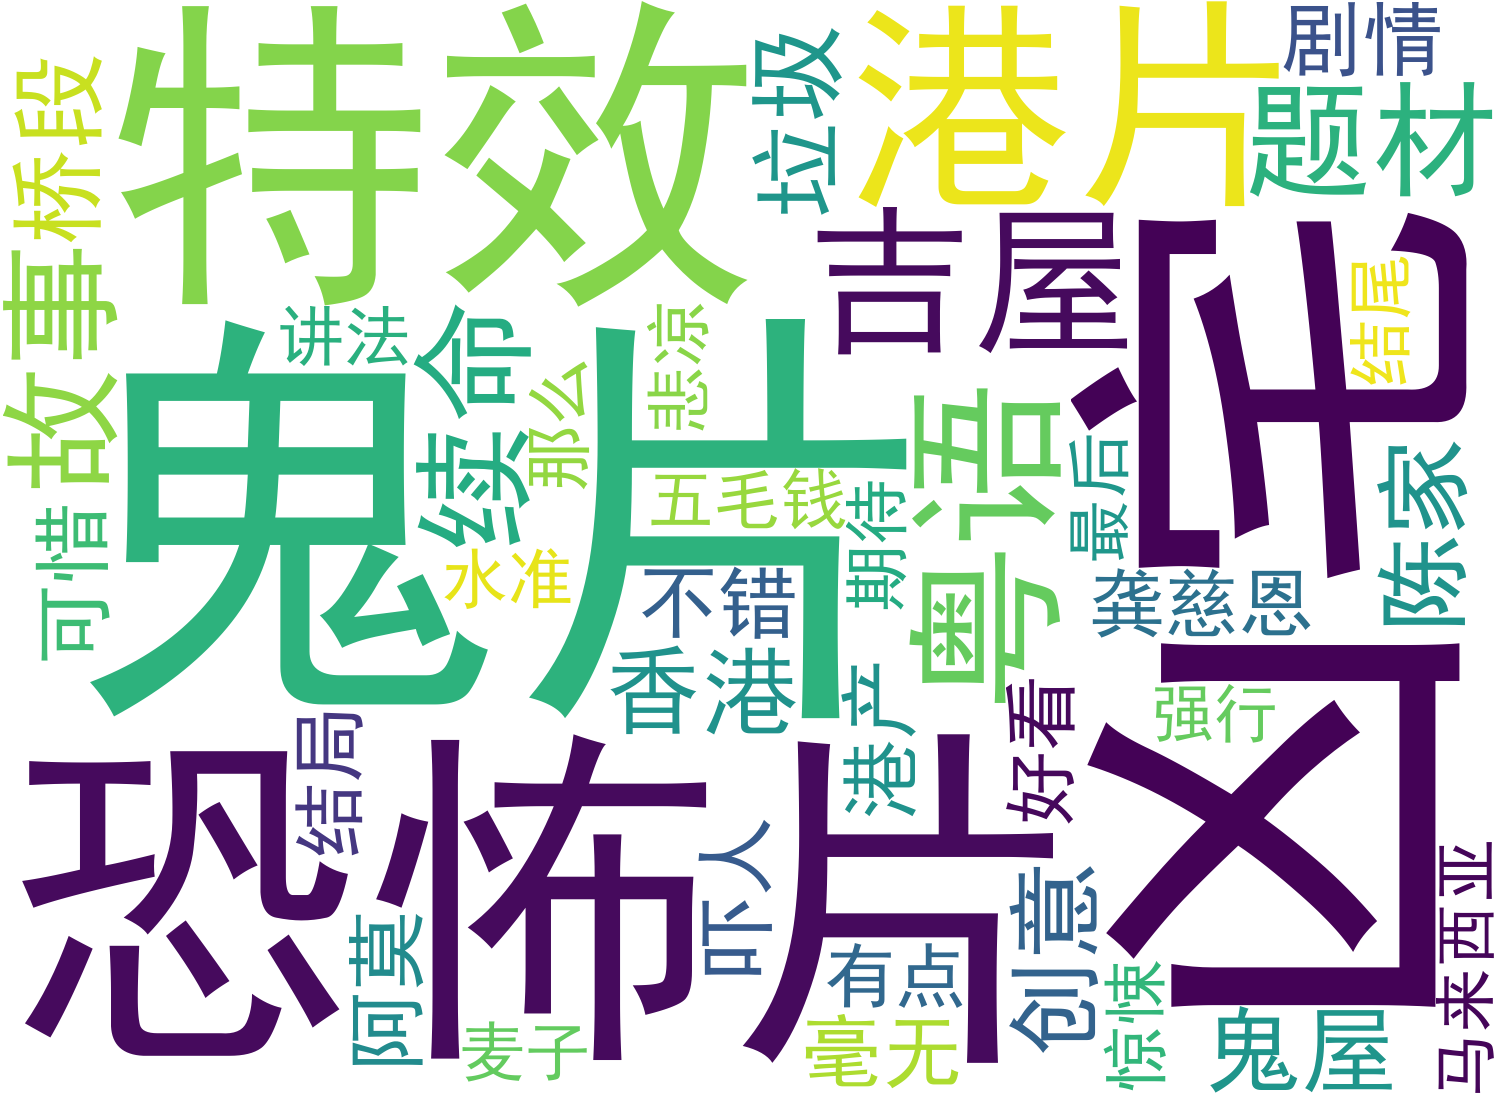 特效
港片
剧情
题材
垃圾
桥段
故事
吉屋
凶宅
鬼片
讲法
续命
那么
悲凉
结尾
粤语
五毛钱
期待
最后
陈家
可惜
水准
不错
龚慈恩
香港
港产
好看
强行
恐怖片
结局
吓人
创意
阿莫
麦子
有点
毫无
惊悚
鬼屋
马来西亚